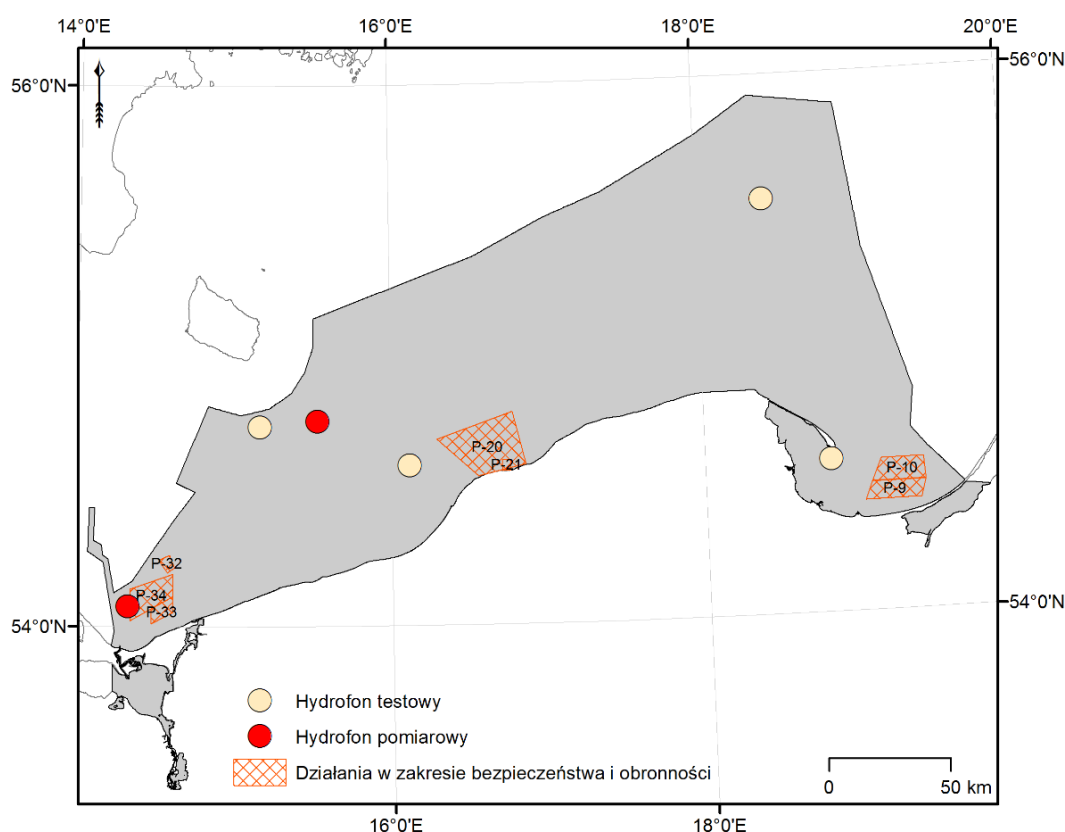 14°0'E
16°0'E
18°0'E
20°0'E
56°0'N
56°0'N
P-20
P-21
P-10
P-9
P-32
P-34
P-33
54°0'N
54°0'N
Hydrofon testowy
Hydrofon pomiarowy
Działania w zakresie bezpieczeństwa i obronności
0
50 km
16°0'E
18°0'E